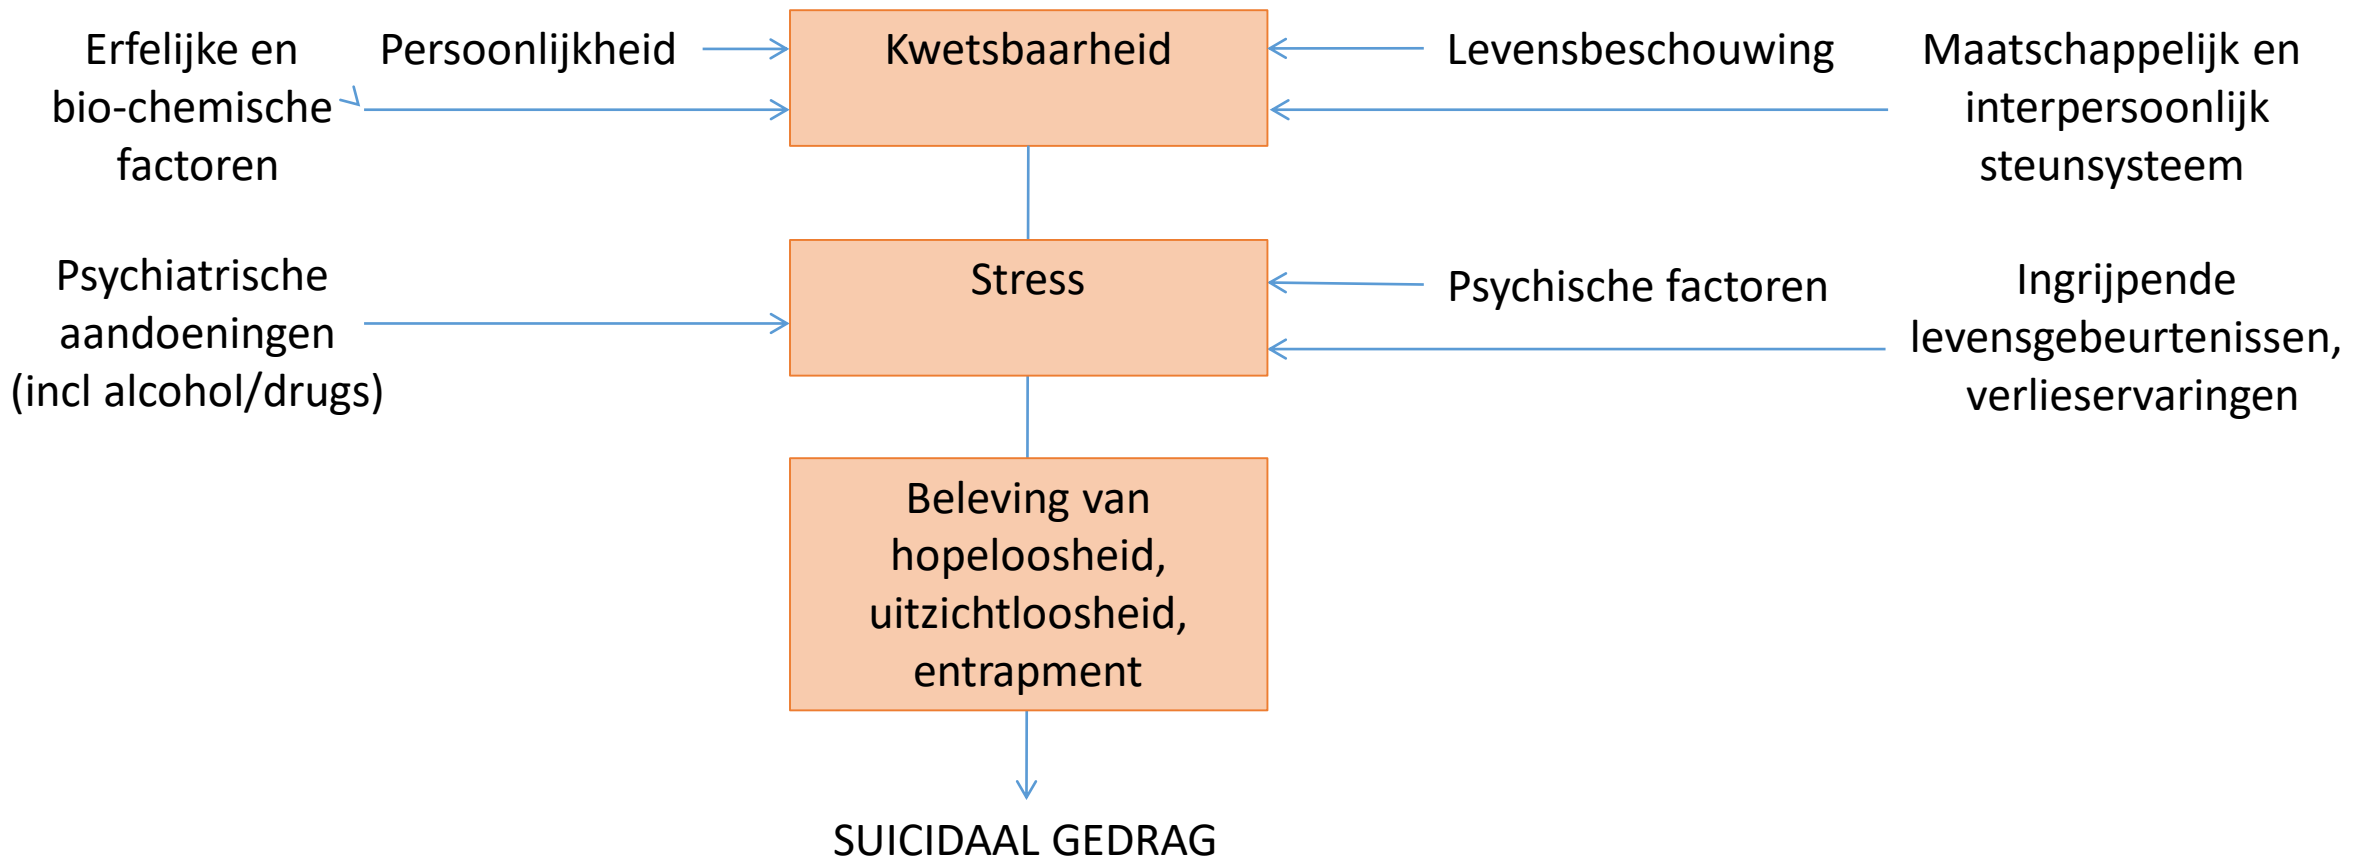 Erfelijke en
bio-chemische
factoren
Persoonlijkheid
Kwetsbaarheid
Levensbeschouwing
Maatschappelijk en
interpersoonlijk
steunsysteem
Psychiatrische
aandoeningen
(incl alcohol/drugs)
Stress
Psychische factoren
Ingrijpende
levensgebeurtenissen,
verlieservaringen
Beleving van
hopeloosheid,
uitzichtloosheid,
entrapment
SUICIDAAL GEDRAG